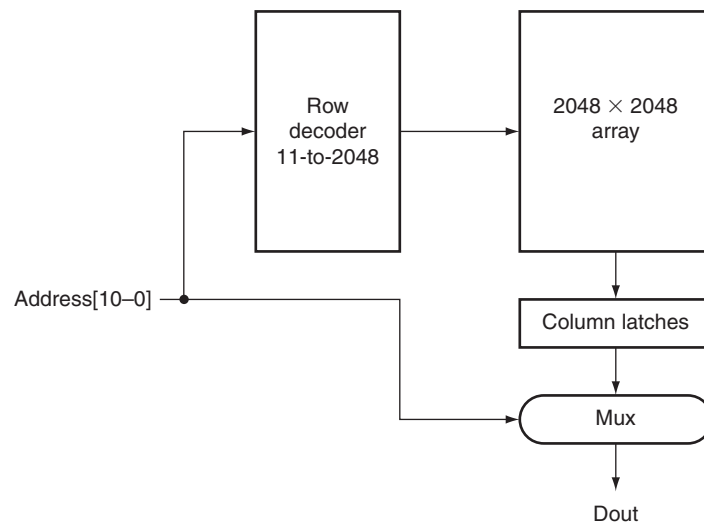 Row
decoder
11-to-2048
2048 × 2048
array
Address[10–0]
Column latches
Mux
Dout